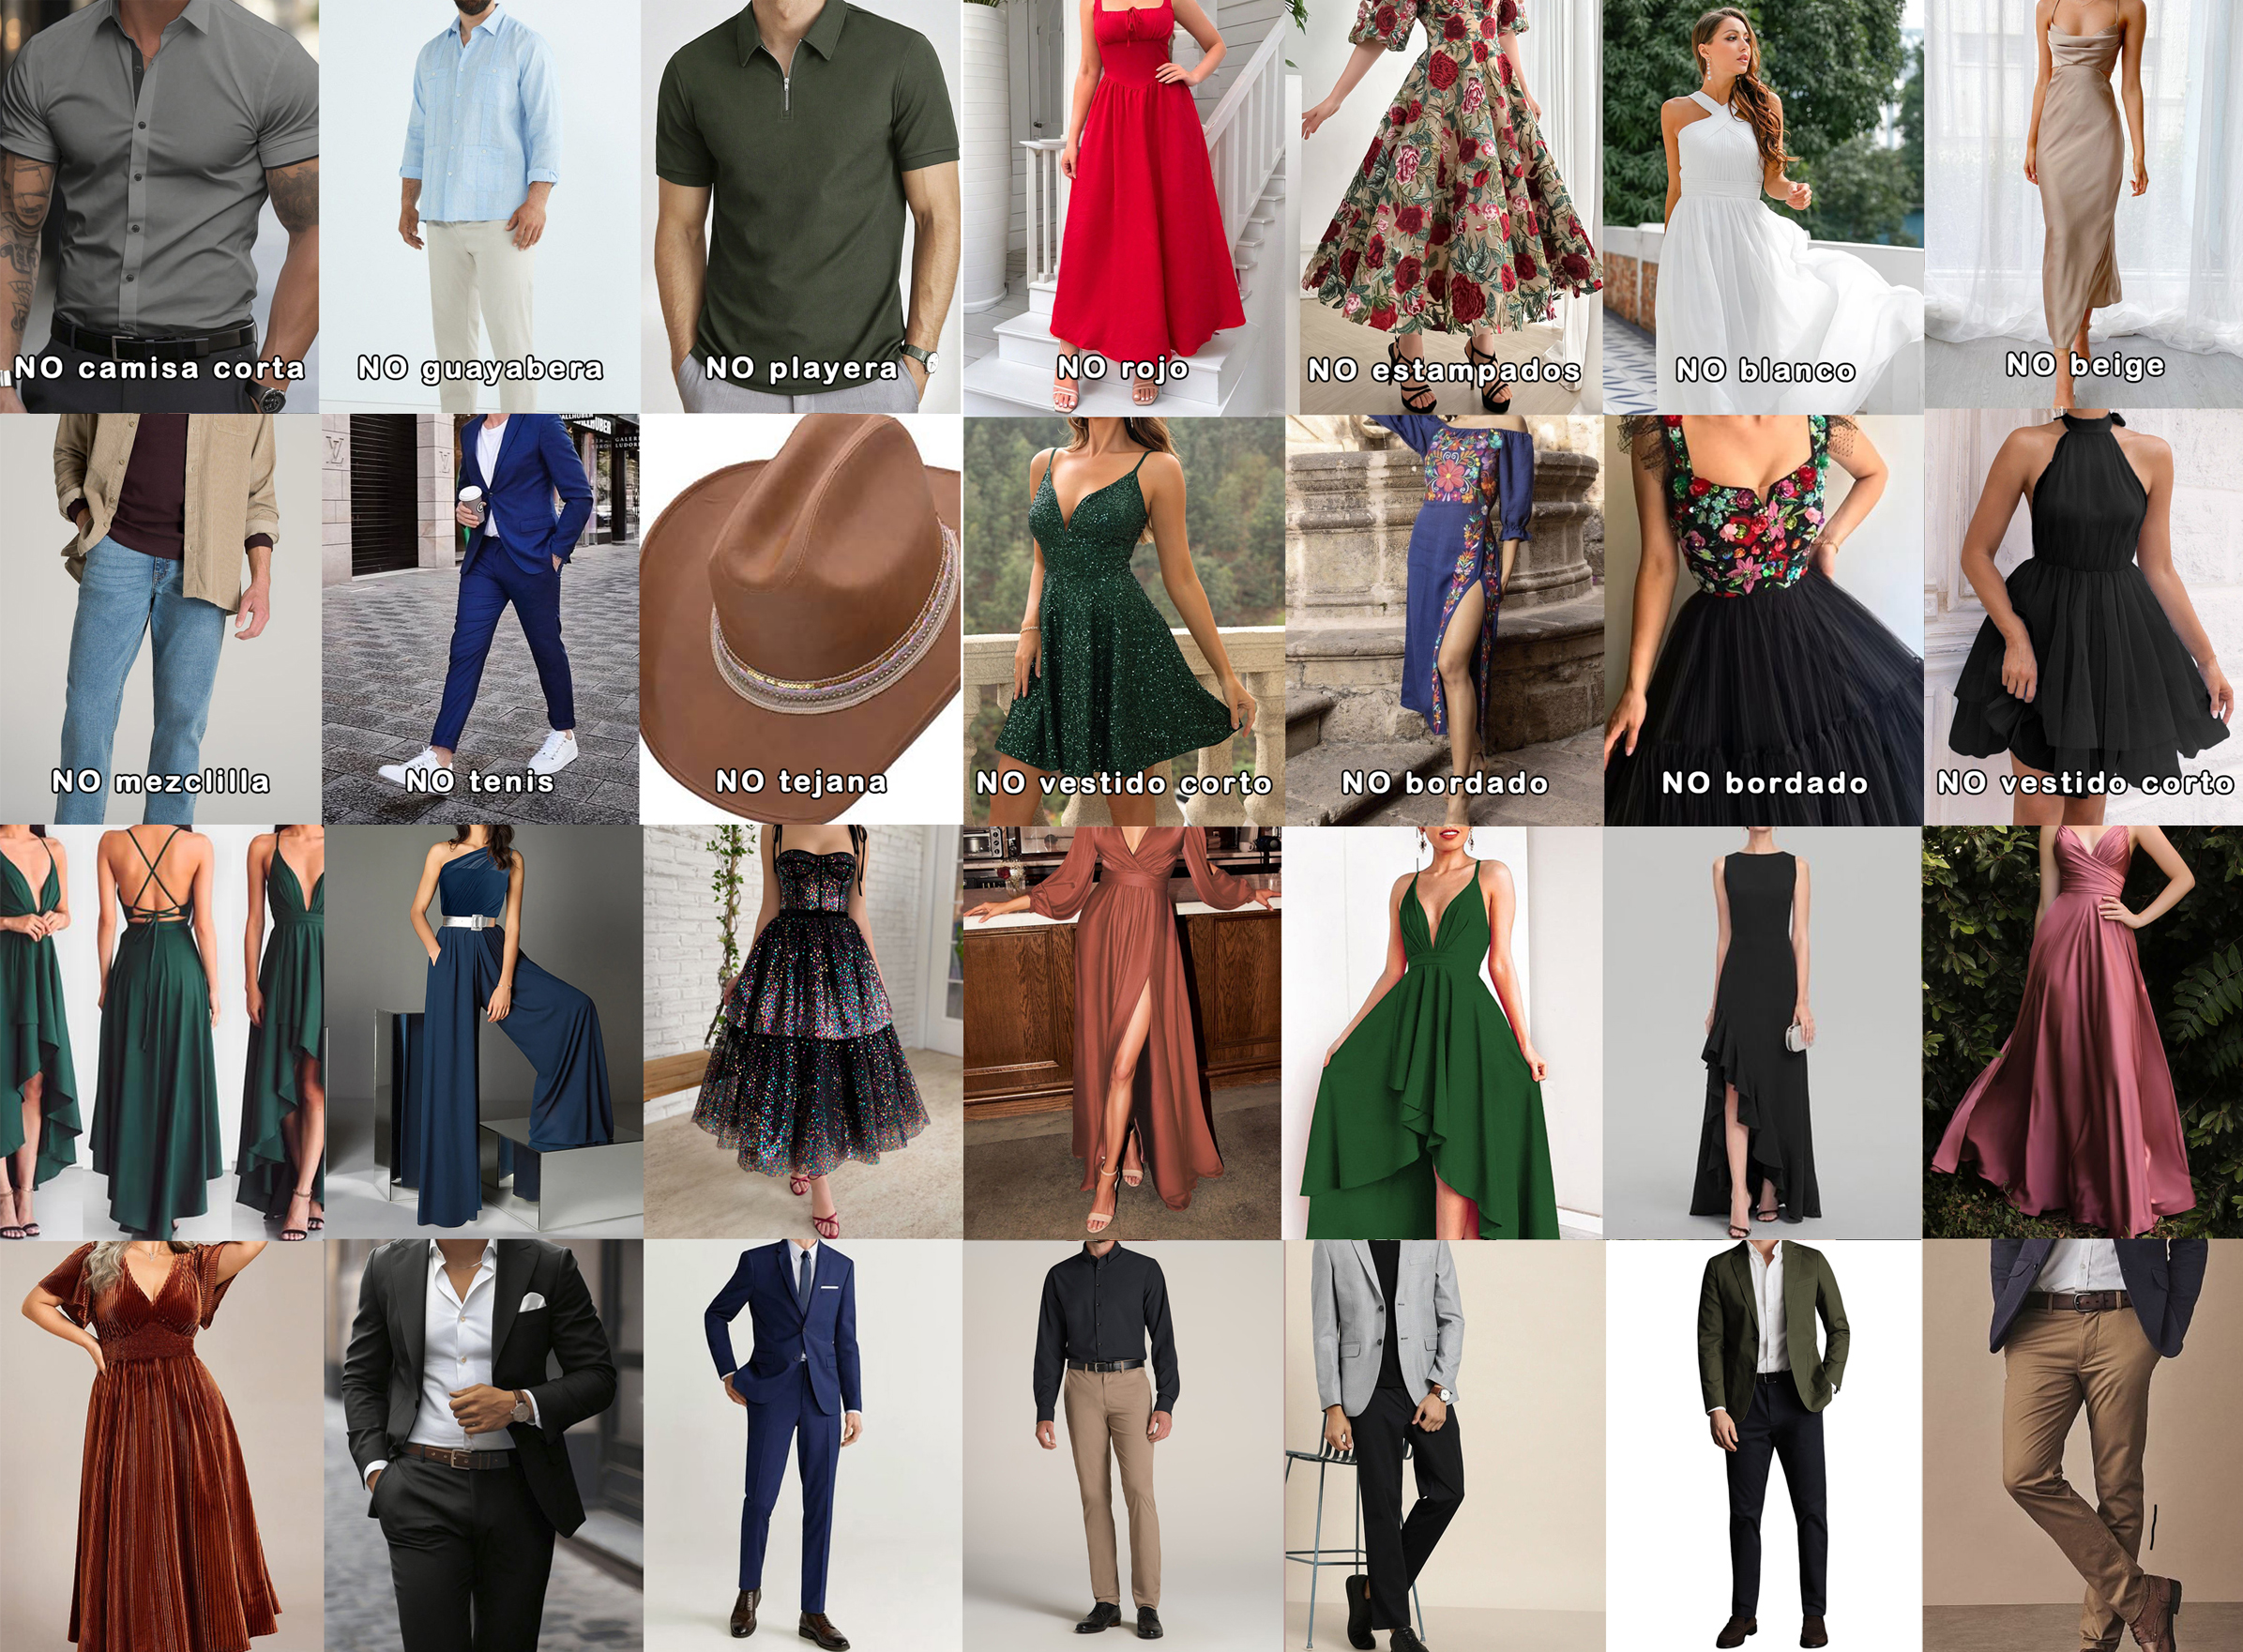 NO camisa corta
NO guayabera
NO playera
NO rojo
NO estampados
NO blanco
NO beige
NO mezclilla
NO tenis
NO tejana
NO vestido corto
NO bordado
NO bordado
NO vestido corto